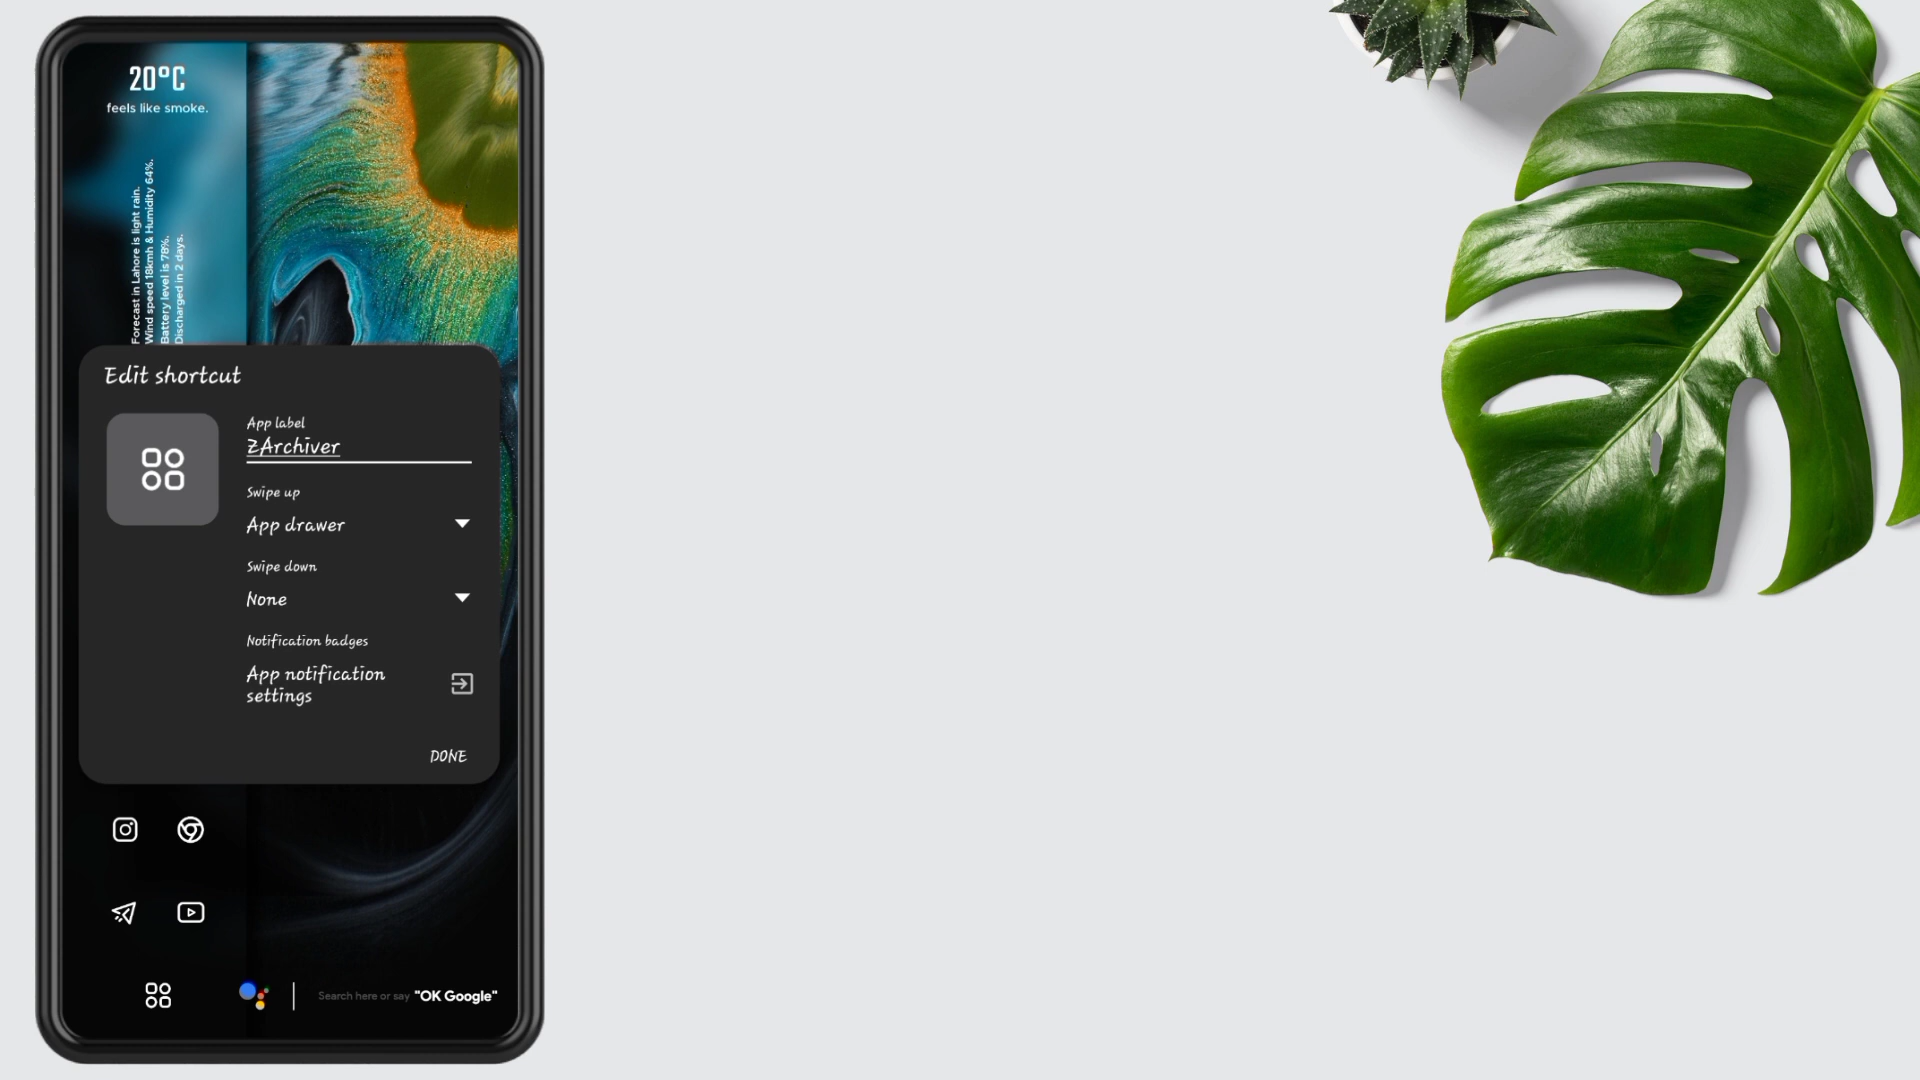 20°C
feels like smoke.
Forecast in Lahore is light rain.
Wind speed 18kmh & Humidity 64%.
Battery level is 78%.
Discharged in 2 days.
Edit shortcut
App label
ZArchiver
Swipe up
App drawer
Swipe down
None
Notification badges
App notification
settings
DONE
Search here or say "OK Google"